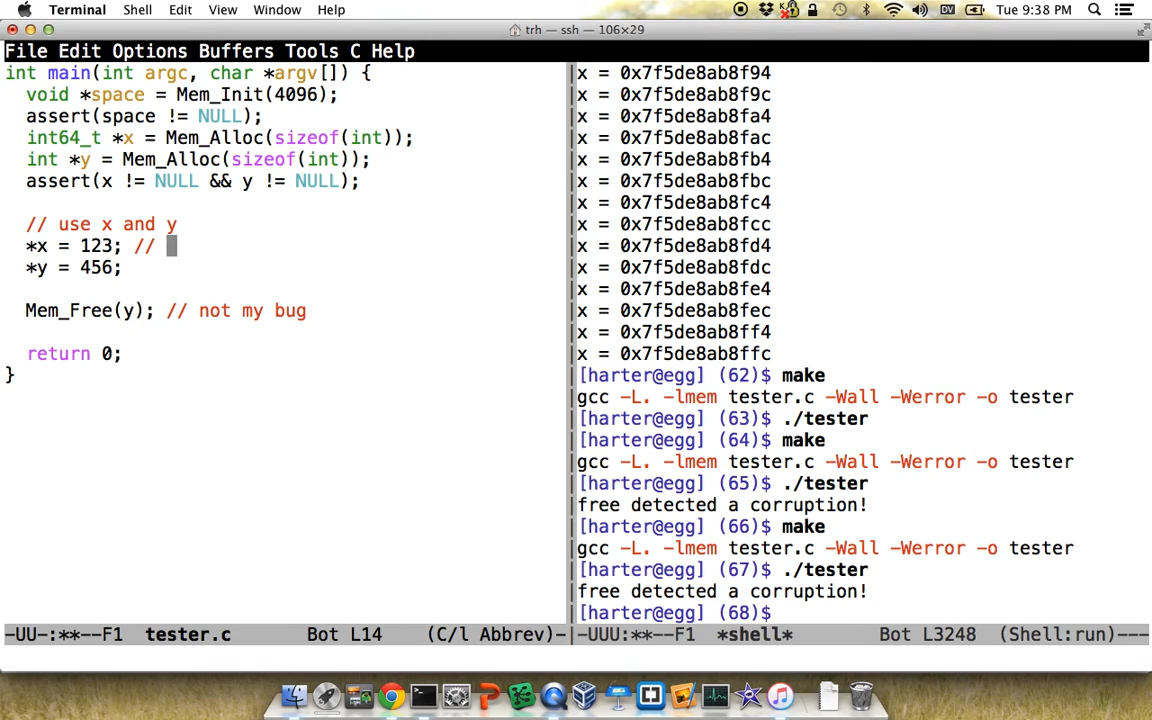 Terminal Shell Edit View Window Help Tue 9:38 PM
trh — ssh — 106×29
File Edit Options Buffers Tools C Help
int main(int argc, char *argv[]) {
  void *space = Mem_Init(4096);
  assert(space != NULL);
  int64_t *x = Mem_Alloc(sizeof(int));
  int *y = Mem_Alloc(sizeof(int));
  assert(x != NULL && y != NULL);
  // use x and y
  *x = 123; //
  *y = 456;
  Mem_Free(y); // not my bug
  return 0;
}
-UU-:**--F1 tester.c Bot L14 (C/l Abbrev)-
x = 0x7f5de8ab8f94
x = 0x7f5de8ab8f9c
x = 0x7f5de8ab8fa4
x = 0x7f5de8ab8fac
x = 0x7f5de8ab8fb4
x = 0x7f5de8ab8fbc
x = 0x7f5de8ab8fc4
x = 0x7f5de8ab8fcc
x = 0x7f5de8ab8fd4
x = 0x7f5de8ab8fdc
x = 0x7f5de8ab8fe4
x = 0x7f5de8ab8fec
x = 0x7f5de8ab8ff4
x = 0x7f5de8ab8ffc
[harter@egg] (62)$ make
gcc -L. -lmem tester.c -Wall -Werror -o tester
[harter@egg] (63)$ ./tester
[harter@egg] (64)$ make
gcc -L. -lmem tester.c -Wall -Werror -o tester
[harter@egg] (65)$ ./tester
free detected a corruption!
[harter@egg] (66)$ make
gcc -L. -lmem tester.c -Wall -Werror -o tester
[harter@egg] (67)$ ./tester
free detected a corruption!
[harter@egg] (68)$
-UUU:**--F1 *shell* Bot L3248 (Shell:run)---